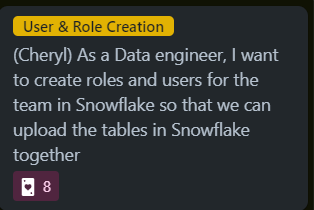 User & Role Creation
(Cheryl) As a Data engineer, I want
to create roles and users for the
team in Snowflake so that we can
upload the tables in Snowflake
together
8